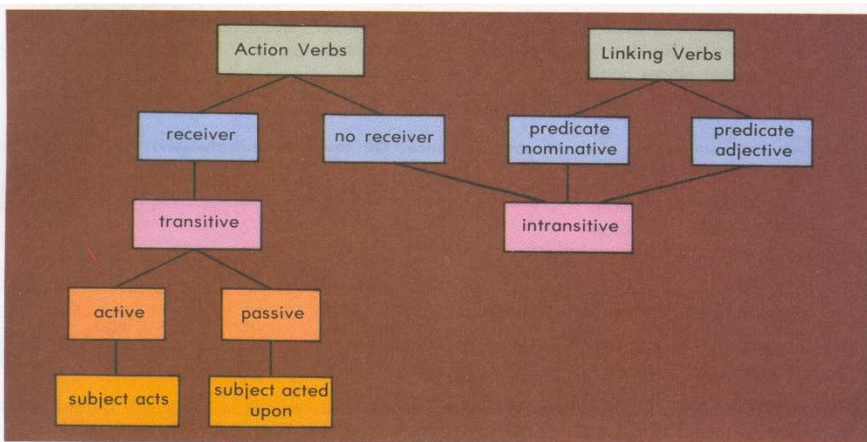 Action Verbs
Linking Verbs
receiver
no receiver
predicate
nominative
predicate
adjective
transitive
intransitive
active
passive
subject acts
subject acted
upon